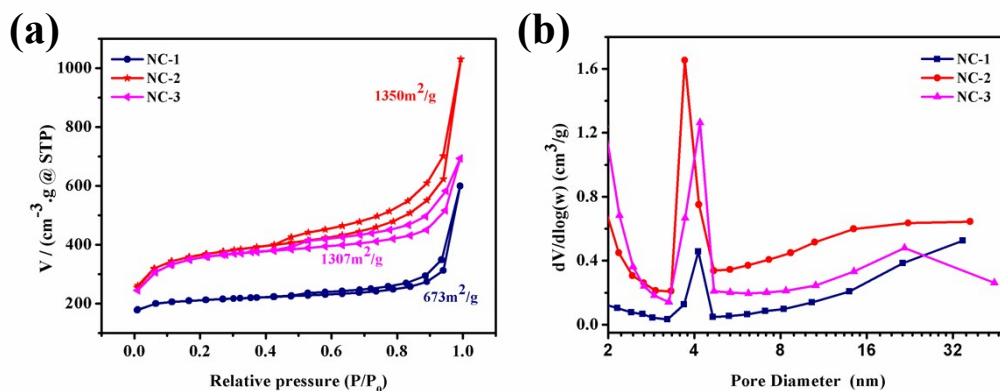 (a)
NC-1
NC-2
NC-3
1350m²/g
1307m²/g
673m²/g
V / (cm⁻³.g @ STP)
1000
800
600
400
200
0.0 0.2 0.4 0.6 0.8 1.0
Relative pressure (P/P₀)
(b)
NC-1
NC-2
NC-3
dV/dlog(w) (cm³/g)
1.6
1.2
0.8
0.4
0.0
2 4 8 16 32
Pore Diameter (nm)